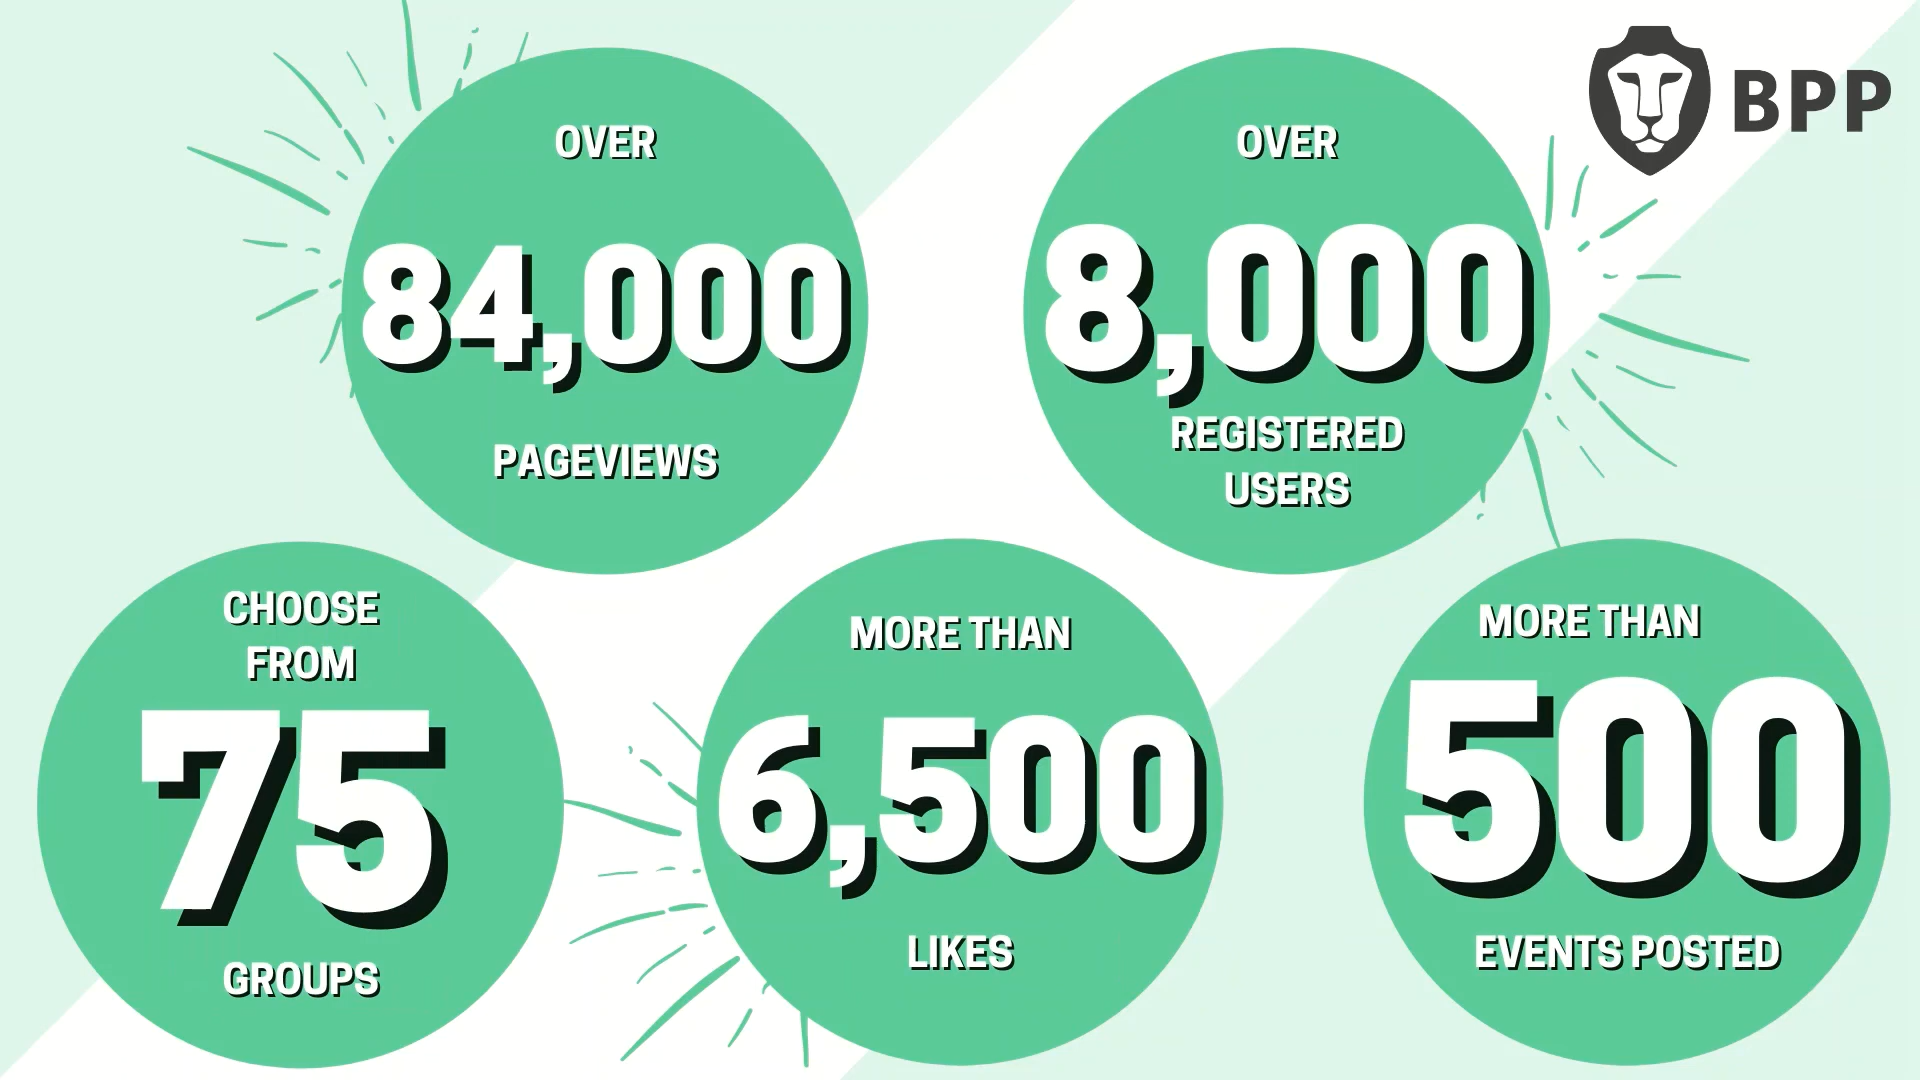 BPP
OVER
84,000
PAGEVIEWS
OVER
8,000
REGISTERED
USERS
CHOOSE
FROM
75
GROUPS
MORE THAN
6,500
LIKES
MORE THAN
500
EVENTS POSTED